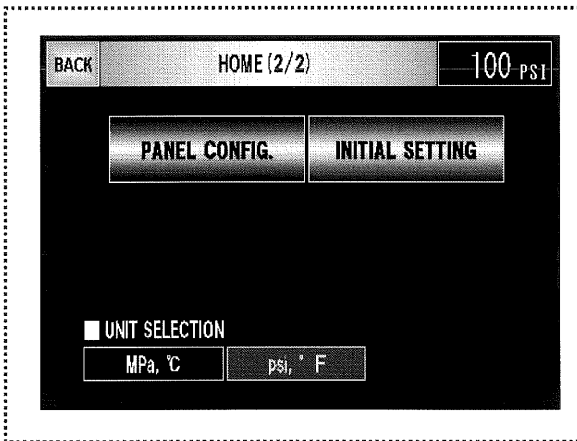 BACK HOME(2/2) 100 PSI
PANEL CONFIG. INITIAL SETTING
UNIT SELECTION
MPa, °C psi, °F